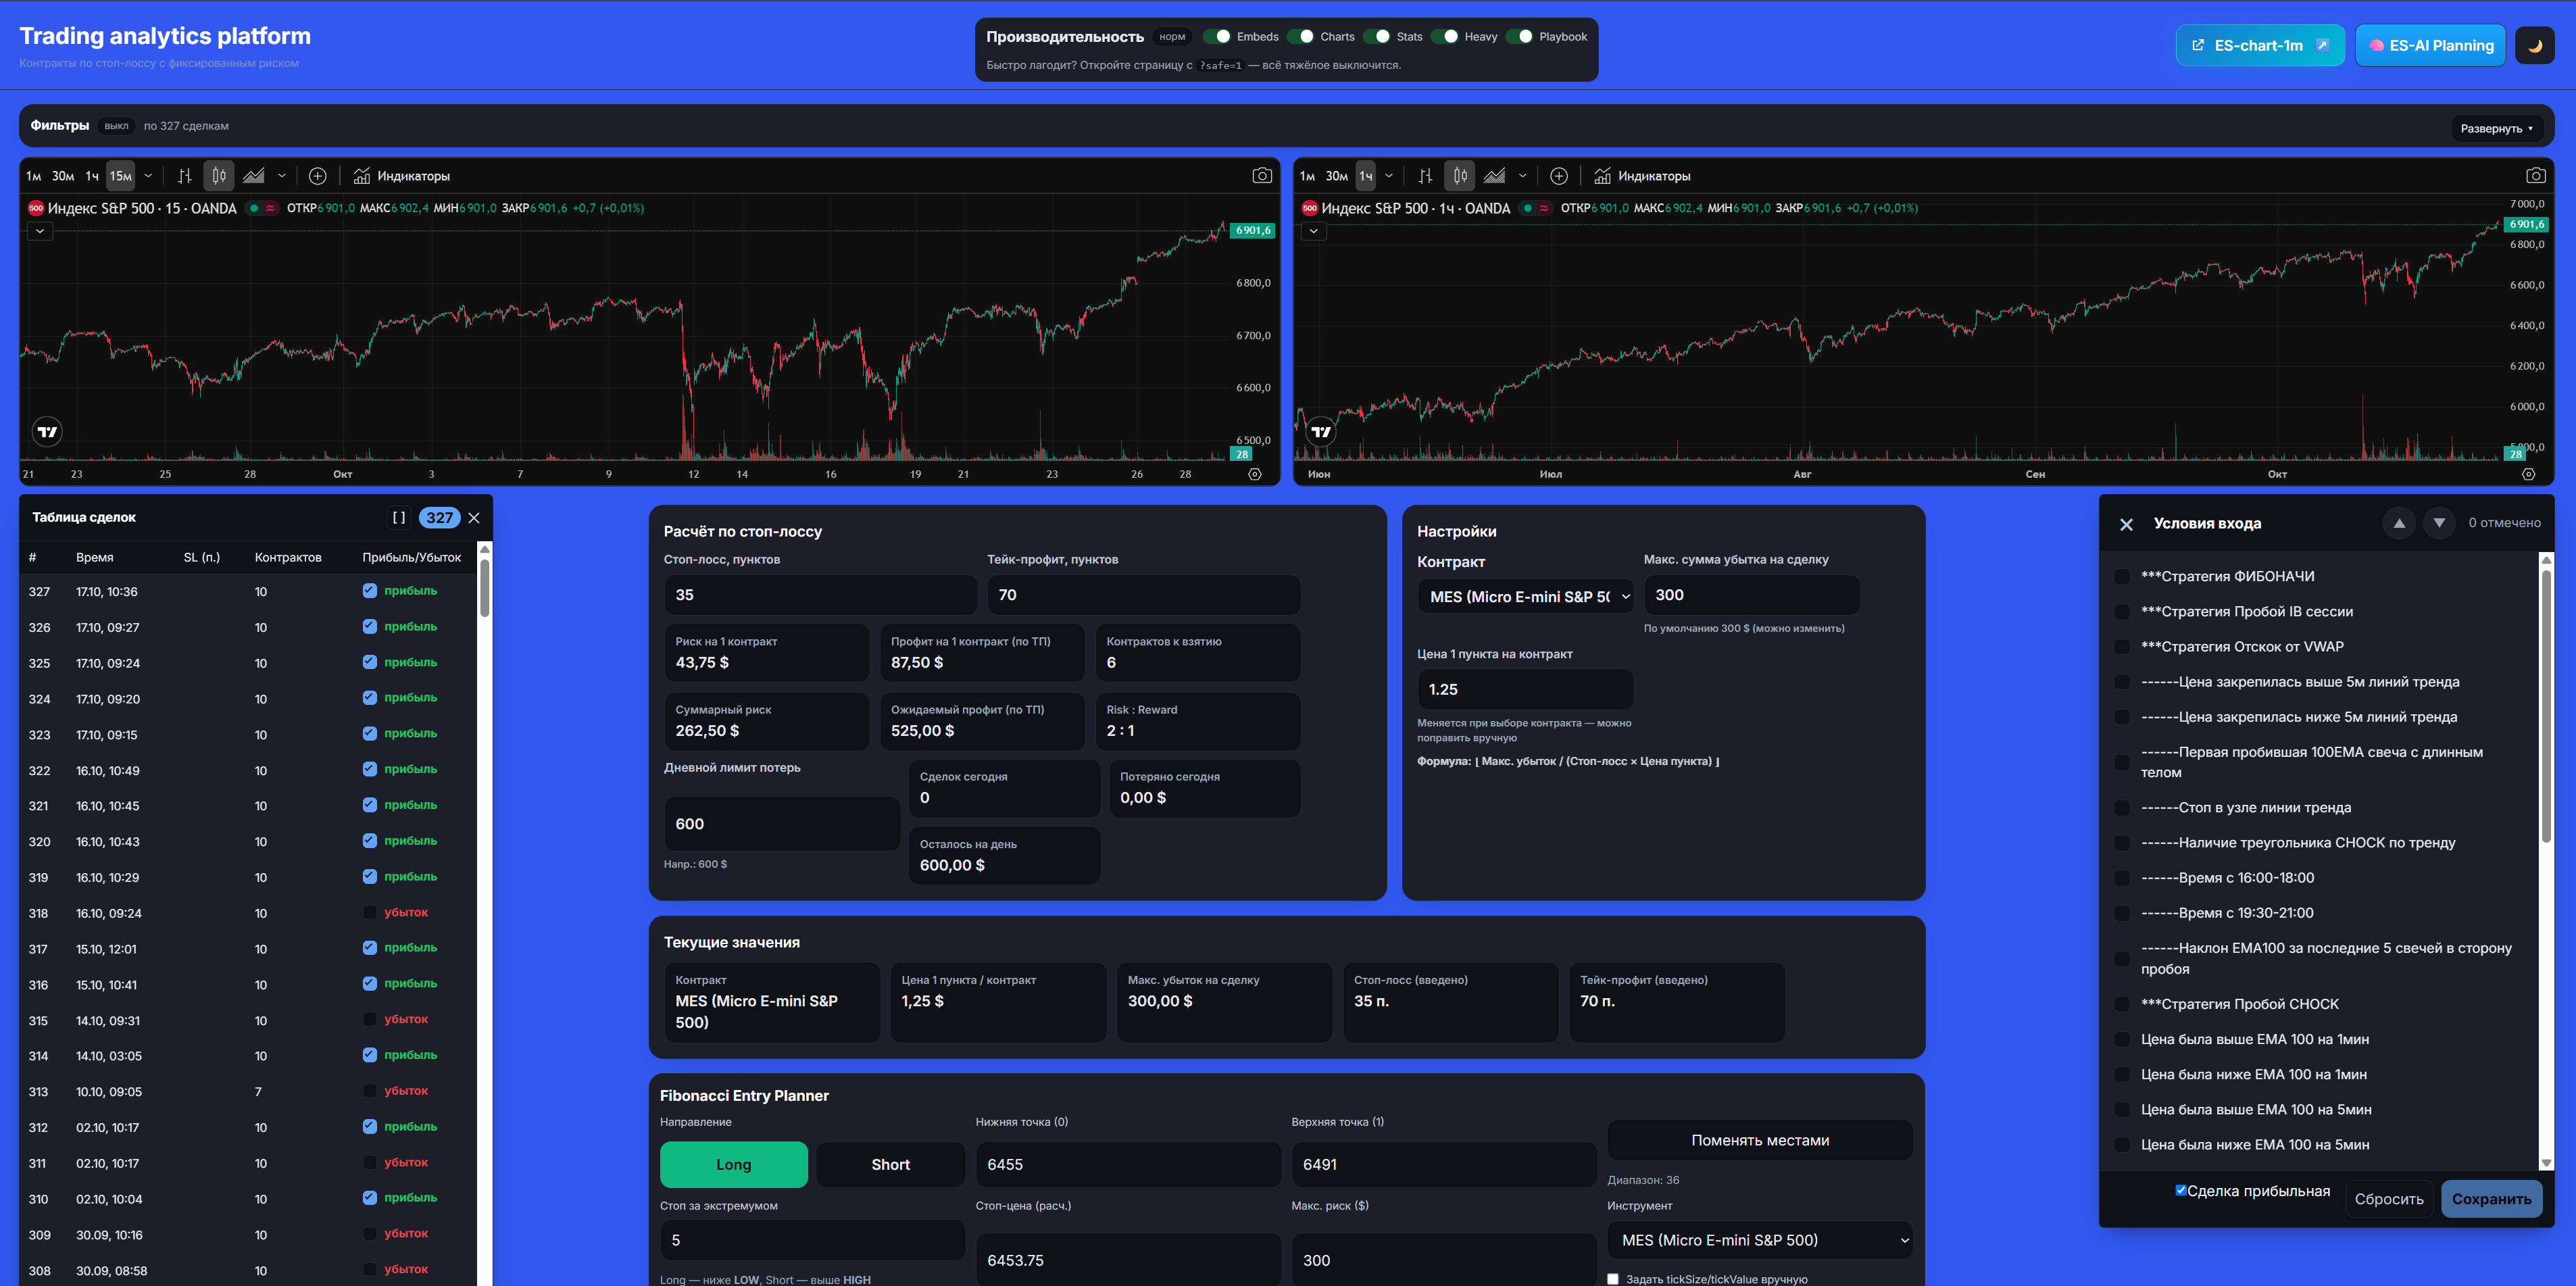 Trading analytics platform
Контракты по стоп-лоссу с фиксированным риском
Производительность норм Embeds Charts Stats Heavy Playbook
Быстро лагодит? Откройте страницу с ?safe=1 — всё тяжёлое выключится.
ES-chart-1m
ES-AI Planning
Фильтры выкл по 327 сделкам
Развернуть
1м 30м 1ч 15м Индикаторы
500 Индекс S&P 500 · 15 · OANDA ОТКР6 901,0 МАКС6 902,4 МИН6 901,0 ЗАКР6 901,6 +0,7 (+0,01%)
6 901,6
6 800,0
6 700,0
6 600,0
6 500,0
28
21 23 25 28 Окт 3 7 9 12 14 16 19 21 23 26 28
1м 30м 1ч Индикаторы
500 Индекс S&P 500 · 1ч · OANDA ОТКР6 901,0 МАКС6 902,4 МИН6 901,0 ЗАКР6 901,6 +0,7 (+0,01%)
7 000,0
6 901,6
6 800,0
6 600,0
6 400,0
6 200,0
6 000,0
28
Июн Июл Авг Сен Окт
Таблица сделок [ ] 327
# Время SL (п.) Контрактов Прибыль/Убыток
327 17.10, 10:36 10 прибыль
326 17.10, 09:27 10 прибыль
325 17.10, 09:24 10 прибыль
324 17.10, 09:20 10 прибыль
323 17.10, 09:15 10 прибыль
322 16.10, 10:49 10 прибыль
321 16.10, 10:45 10 прибыль
320 16.10, 10:43 10 прибыль
319 16.10, 10:29 10 прибыль
318 16.10, 09:24 10 убыток
317 15.10, 12:01 10 прибыль
316 15.10, 10:41 10 прибыль
315 14.10, 09:31 10 убыток
314 14.10, 03:05 10 прибыль
313 10.10, 09:05 7 убыток
312 02.10, 10:17 10 прибыль
311 02.10, 10:17 10 убыток
310 02.10, 10:04 10 прибыль
309 30.09, 10:16 10 убыток
308 30.09, 08:58 10 убыток
Расчёт по стоп-лоссу
Стоп-лосс, пунктов Тейк-профит, пунктов
35 70
Риск на 1 контракт Профит на 1 контракт (по ТП) Контрактов к взятию
43,75 $ 87,50 $ 6
Суммарный риск Ожидаемый профит (по ТП) Risk : Reward
262,50 $ 525,00 $ 2 : 1
Дневной лимит потерь Сделок сегодня Потеряно сегодня
0 0,00 $
600
Осталось на день
Напр.: 600 $ 600,00 $
Настройки
Контракт Макс. сумма убытка на сделку
MES (Micro E-mini S&P 50 300
По умолчанию 300 $ (можно изменить)
Цена 1 пункта на контракт
1.25
Меняется при выборе контракта — можно
поправить вручную
Формула: ⌊ Макс. убыток / (Стоп-лосс × Цена пункта) ⌋
Текущие значения
Контракт Цена 1 пункта / контракт Макс. убыток на сделку Стоп-лосс (введено) Тейк-профит (введено)
MES (Micro E-mini S&P 1,25 $ 300,00 $ 35 п. 70 п.
500)
Fibonacci Entry Planner
Направление Нижняя точка (0) Верхняя точка (1)
Long Short 6455 6491 Поменять местами
Диапазон: 36
Стоп за экстремумом Стоп-цена (расч.) Макс. риск ($) Инструмент
5 6453.75 300 MES (Micro E-mini S&P 500)
Long — ниже LOW, Short — выше HIGH Задать tickSize/tickValue вручную
Условия входа 0 отмечено
***Стратегия ФИБОНАЧИ
***Стратегия Пробой IB сессии
***Стратегия Отскок от VWAP
------Цена закрепилась выше 5м линий тренда
------Цена закрепилась ниже 5м линий тренда
------Первая пробившая 100EMA свеча с длинным
телом
------Стоп в узле линии тренда
------Наличие треугольника CHOCK по тренду
------Время с 16:00-18:00
------Время с 19:30-21:00
------Наклон EMA100 за последние 5 свечей в сторону
пробоя
***Стратегия Пробой CHOCK
Цена была выше EMA 100 на 1мин
Цена была ниже EMA 100 на 1мин
Цена была выше EMA 100 на 5мин
Цена была ниже EMA 100 на 5мин
Сделка прибыльная Сбросить Сохранить